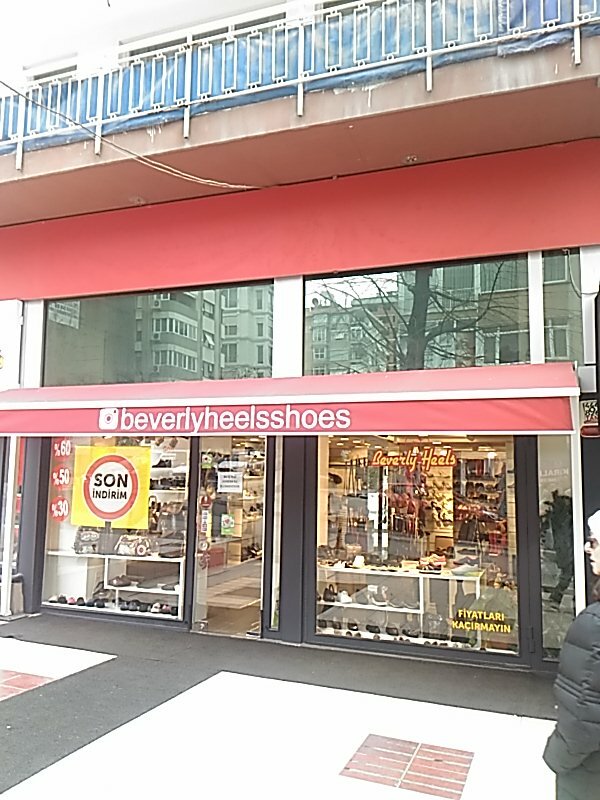 beverlyheelsshoes
%60
%50
%30
SON
İNDİRİM
Beverly Heels
FİYATLARI
KAÇIRMAYIN